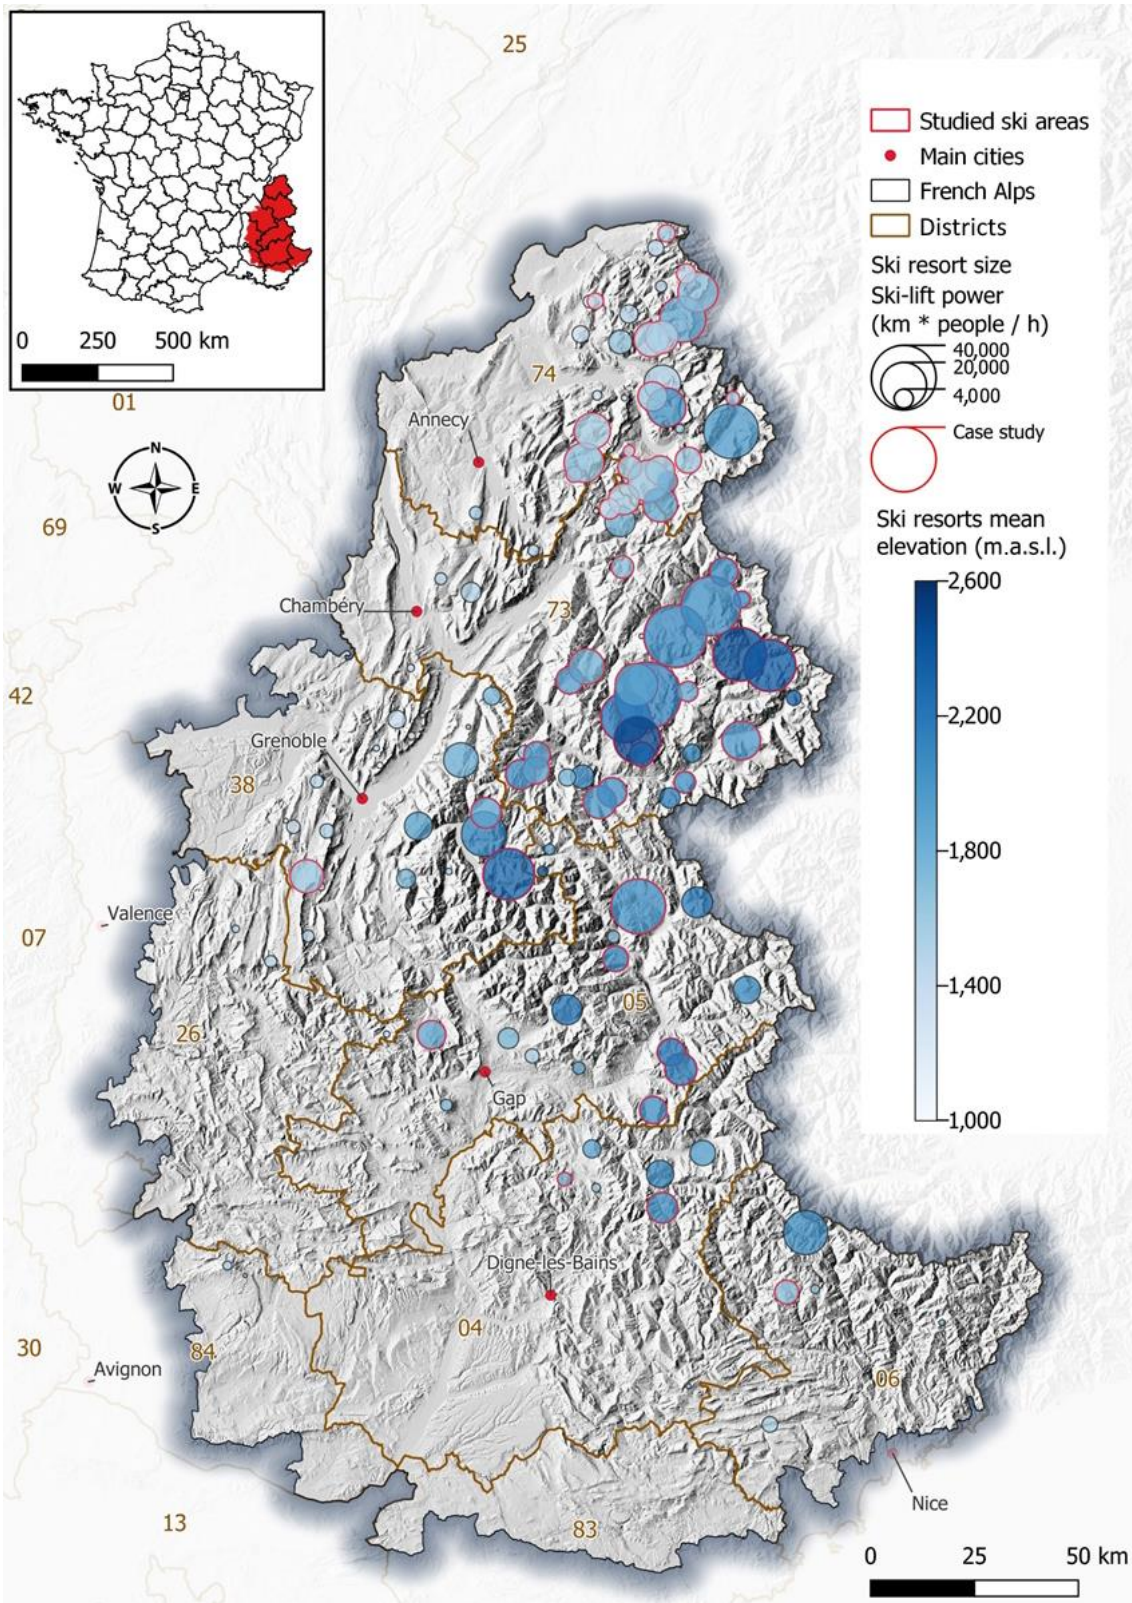 25
Studied ski areas
Main cities
French Alps
Districts
Ski resort size
Ski-lift power
(km * people / h)
40,000
20,000
4,000
Case study
Ski resorts mean
elevation (m.a.s.l.)
2,600
2,200
1,800
1,400
1,000
0 250 500 km
01
74
Annecy
N
W E
S
69
Chambéry
73
42
Grenoble
38
Valence
07
05
26
Gap
Digne-les-Bains
04
30
84
Avignon
06
Nice
13
83
0 25 50 km